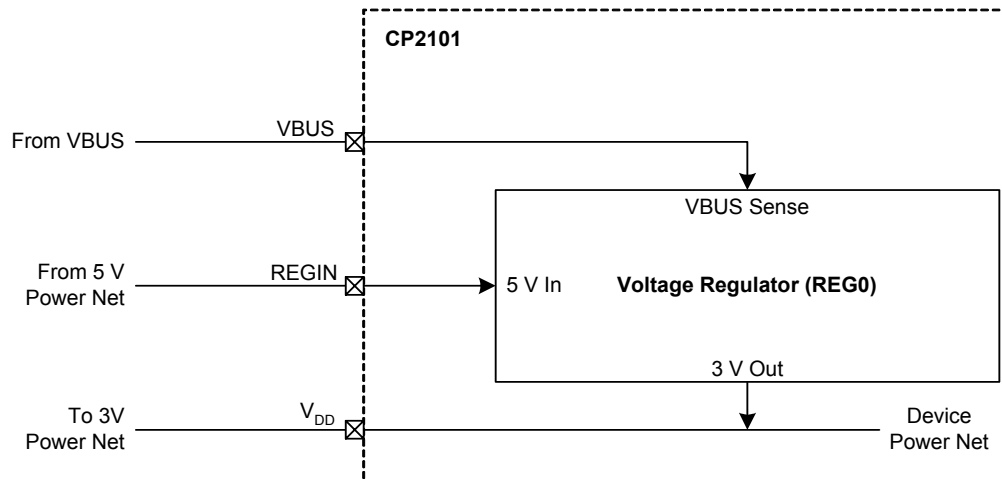 CP2101
From VBUS
VBUS
VBUS Sense
From 5 V
Power Net
REGIN
5 V In
Voltage Regulator (REG0)
3 V Out
To 3V
Power Net
VDD
Device
Power Net